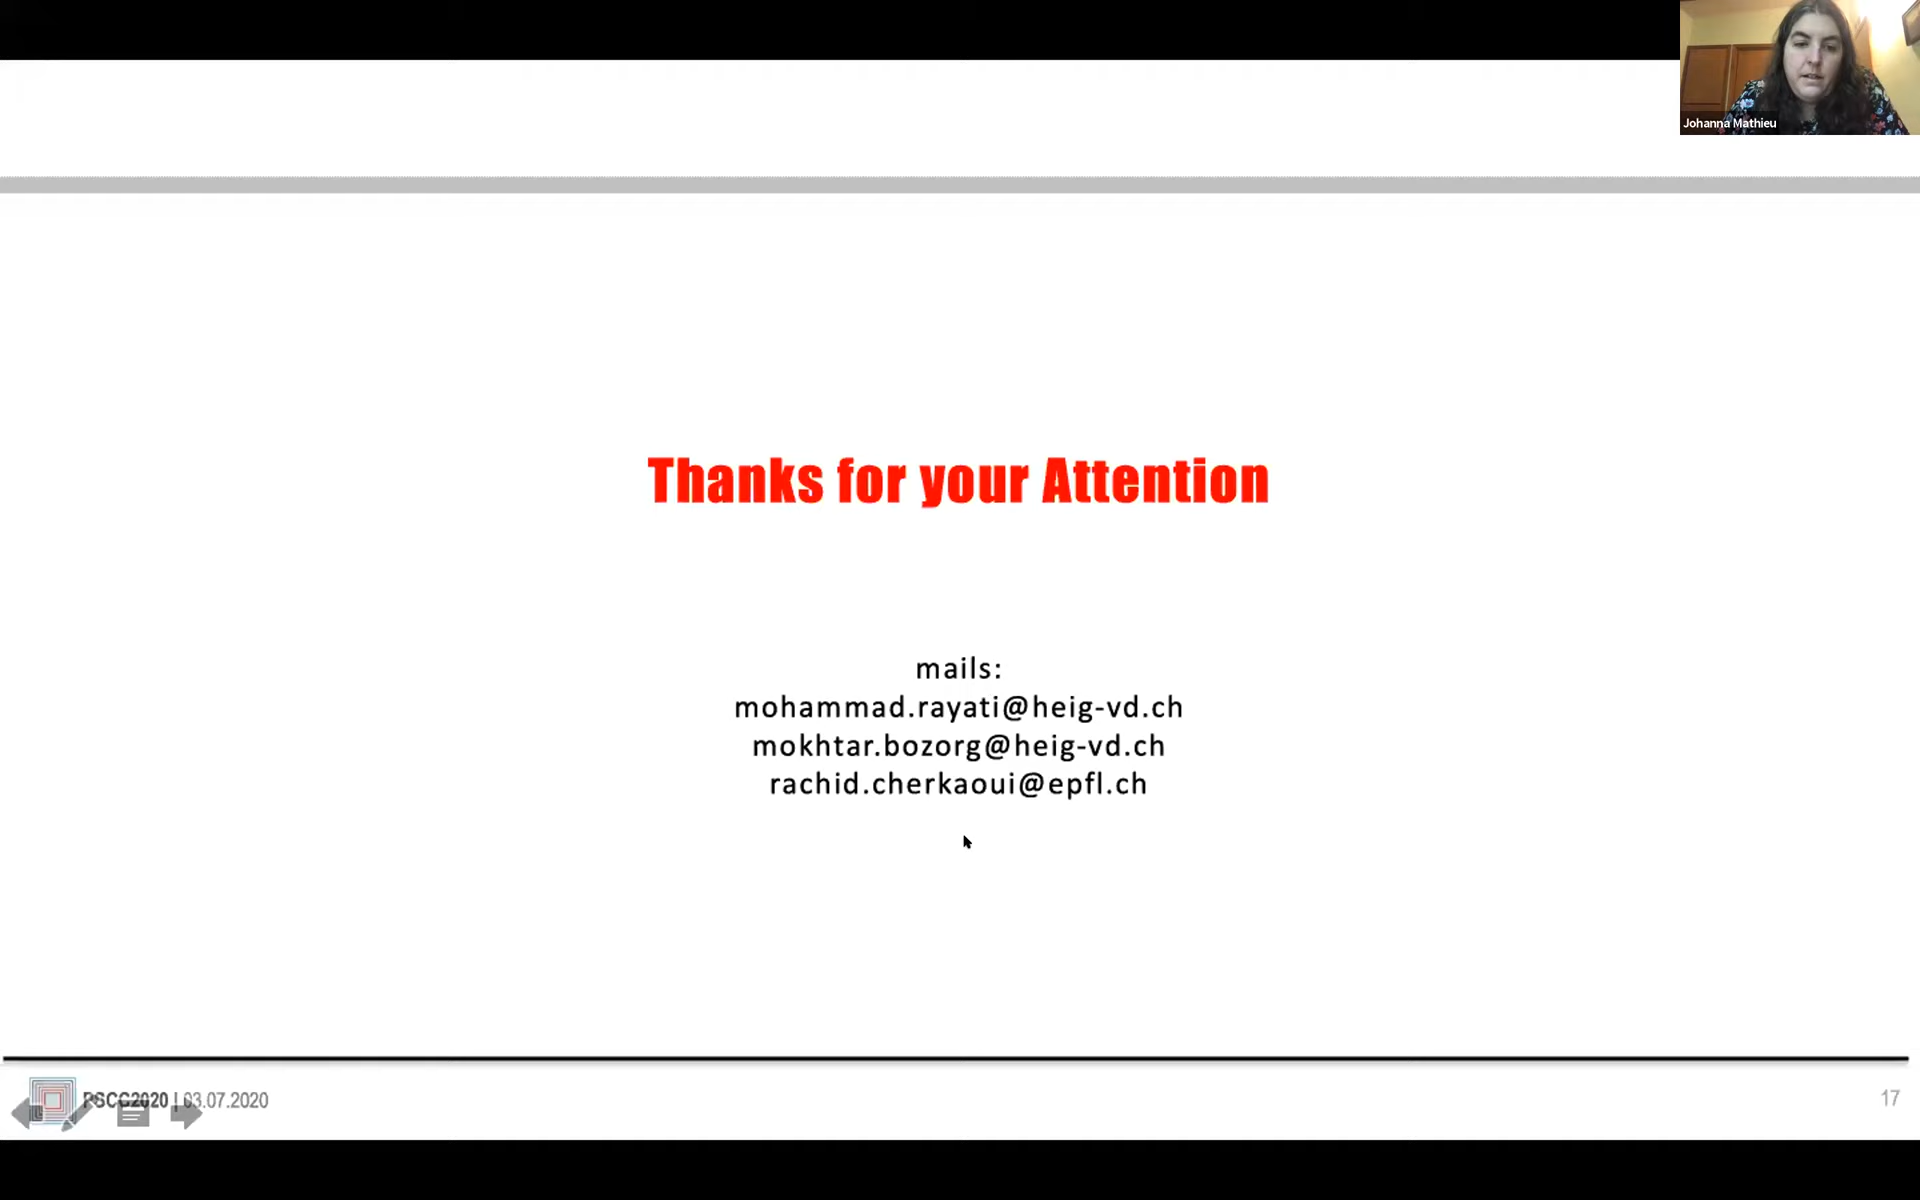 Johanna Mathieu
Thanks for your Attention
mails:
mohammad.rayati@heig-vd.ch
mokhtar.bozorg@heig-vd.ch
rachid.cherkaoui@epfl.ch
PSCC2020 | 03.07.2020
17